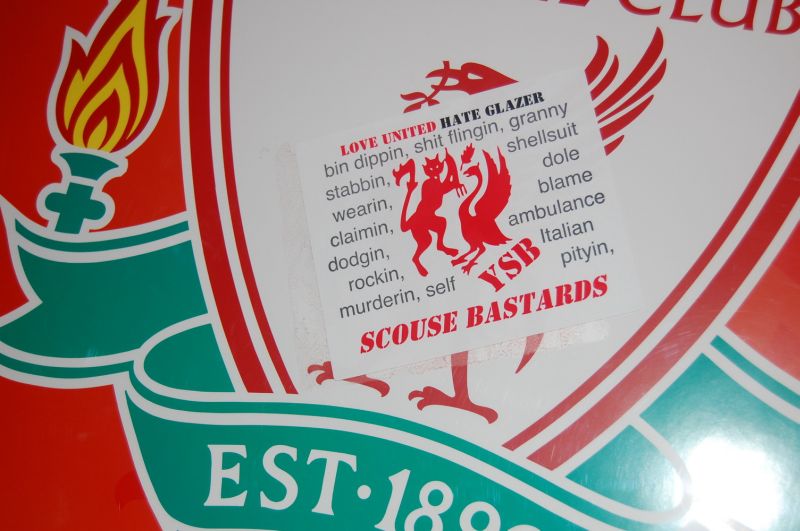 CLUB
LOVE UNITED HATE GLAZER
bin dippin, shit flingin, granny
stabbin, shellsuit
wearin, dole
claimin, blame
dodgin, ambulance
rockin, Italian
murderin, self pityin,
YSB
SCOUSE BASTARDS
EST·189